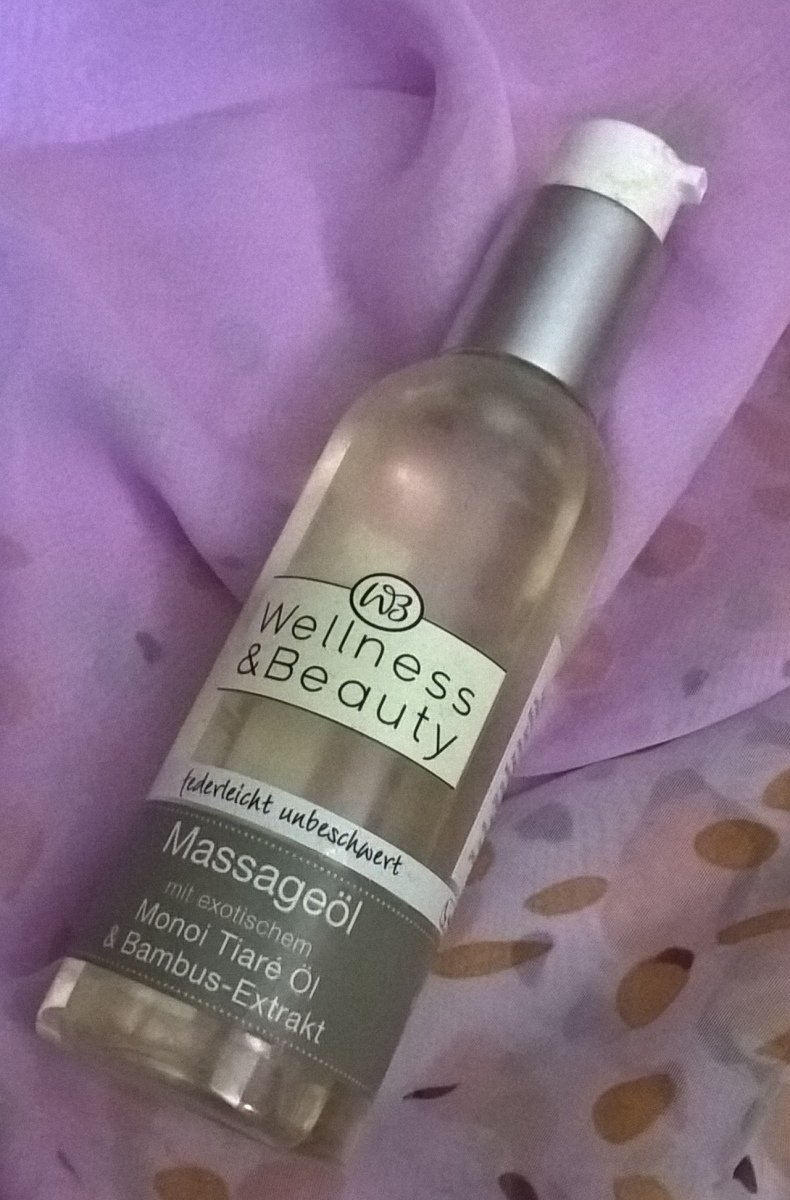 WB
Wellness
&Beauty
federleicht unbeschwert
Massageöl
mit exotischem
Monoi Tiaré Öl
& Bambus-Extrakt